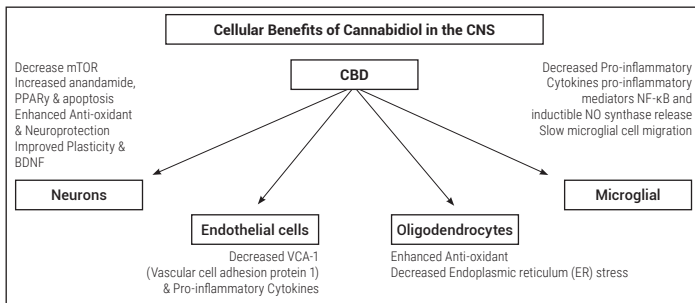 Cellular Benefits of Cannabidiol in the CNS
CBD
Decrease mTOR
Increased anandamide,
PPARy & apoptosis
Enhanced Anti-oxidant
& Neuroprotection
Improved Plasticity &
BDNF
Decreased Pro-inflammatory
Cytokines pro-inflammatory
mediators NF-κB and
inductible NO synthase release
Slow microglial cell migration
Neurons
Microglial
Endothelial cells
Oligodendrocytes
Decreased VCA-1
(Vascular cell adhesion protein 1)
& Pro-inflammatory Cytokines
Enhanced Anti-oxidant
Decreased Endoplasmic reticulum (ER) stress